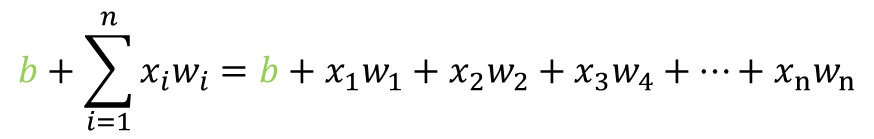 b + ∑_{i=1}^{n} x_i w_i = b + x_1 w_1 + x_2 w_2 + x_3 w_4 + ⋯ + x_n w_n